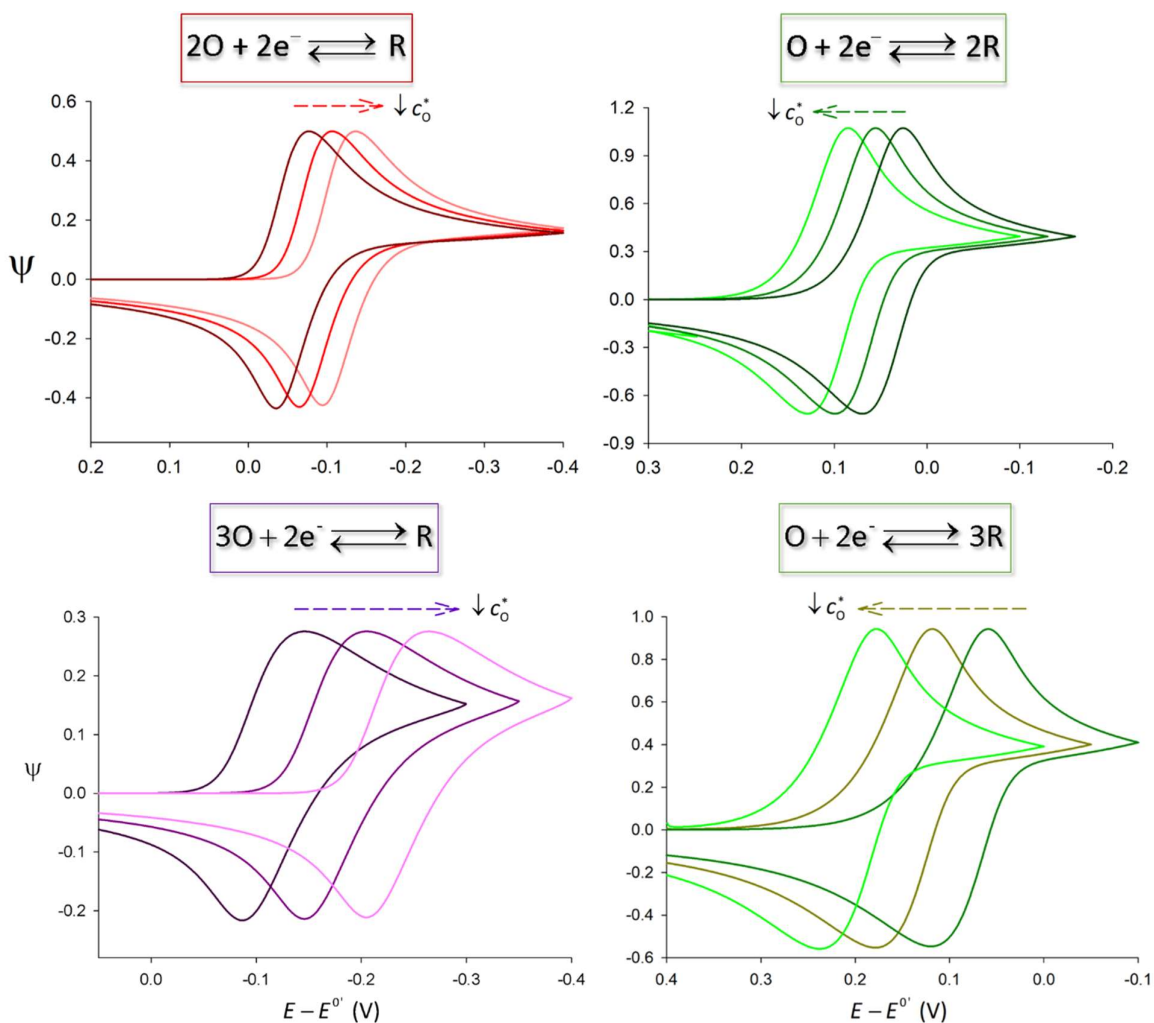 2O + 2e⁻ ⇌ R
O + 2e⁻ ⇌ 2R
↓ c*O
0.6
0.4
0.2
0.0
-0.2
-0.4
ψ
0.2 0.1 0.0 -0.1 -0.2 -0.3 -0.4
↓ c*O
1.2
0.9
0.6
0.3
0.0
-0.3
-0.6
-0.9
0.3 0.2 0.1 0.0 -0.1 -0.2
3O + 2e⁻ ⇌ R
O + 2e⁻ ⇌ 3R
↓ c*O
0.3
0.2
0.1
0.0
-0.1
-0.2
ψ
0.0 -0.1 -0.2 -0.3 -0.4
E – E⁰' (V)
↓ c*O
1.0
0.8
0.6
0.4
0.2
0.0
-0.2
-0.4
-0.6
0.4 0.3 0.2 0.1 0.0 -0.1
E – E⁰' (V)